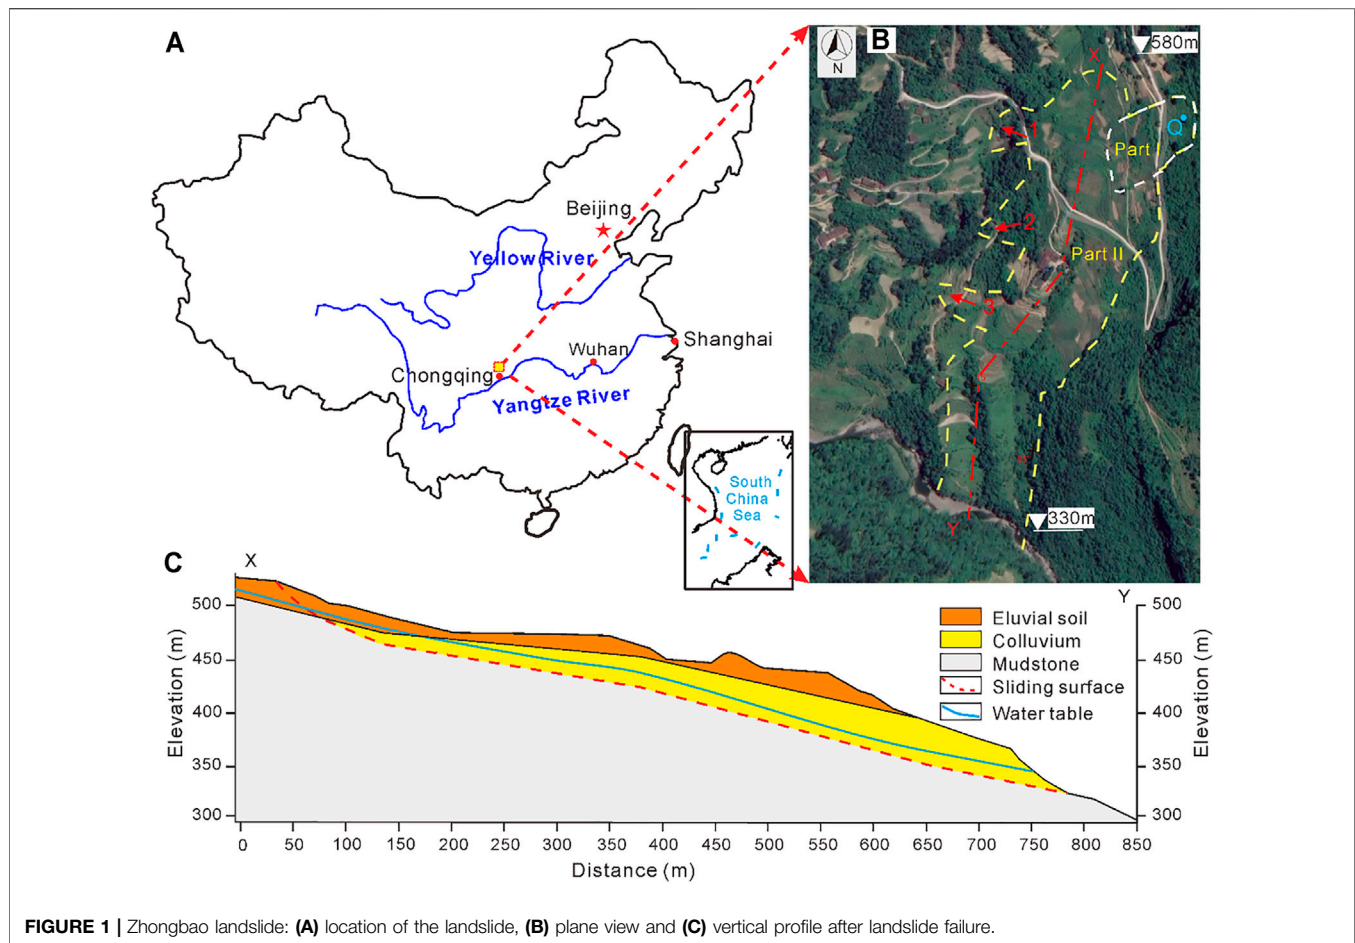 A
Beijing
Yellow River
Shanghai
Wuhan
Chongqing
Yangtze River
South
China
Sea
B
N
580m
X
1
Q
Part I
2
Part II
3
Y
330m
C
X
Y
500
450
400
350
300
Elevation (m)
500
450
400
350
300
Elevation (m)
Eluvial soil
Colluvium
Mudstone
Sliding surface
Water table
0 50 100 150 200 250 300 350 400 450 500 550 600 650 700 750 800 850
Distance (m)
FIGURE 1 | Zhongbao landslide: (A) location of the landslide, (B) plane view and (C) vertical profile after landslide failure.